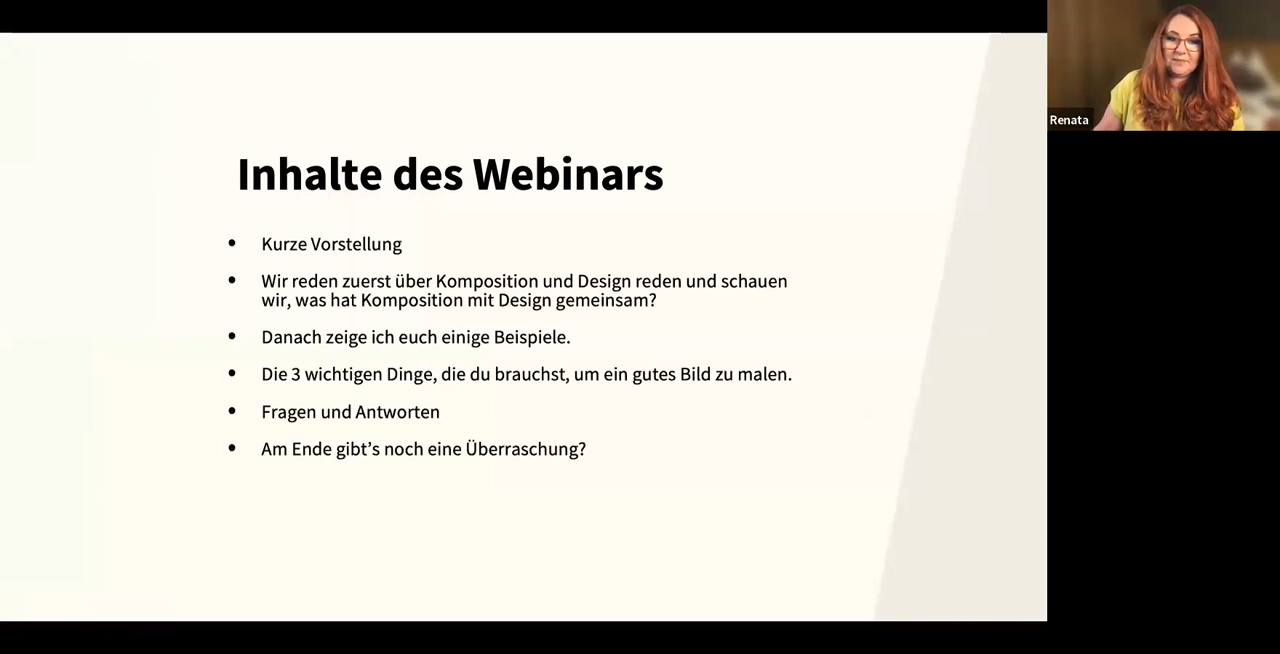 Inhalte des Webinars
• Kurze Vorstellung
• Wir reden zuerst über Komposition und Design reden und schauen
wir, was hat Komposition mit Design gemeinsam?
• Danach zeige ich euch einige Beispiele.
• Die 3 wichtigen Dinge, die du brauchst, um ein gutes Bild zu malen.
• Fragen und Antworten
• Am Ende gibt’s noch eine Überraschung?
Renata